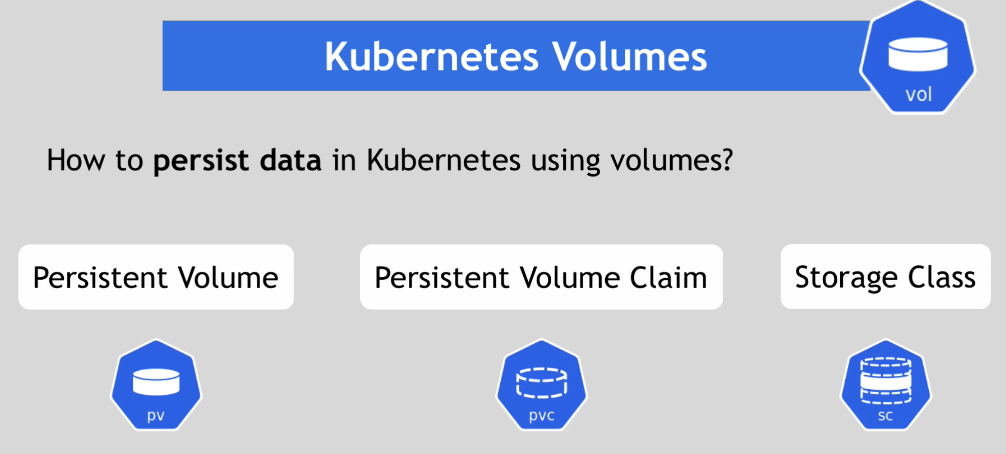 Kubernetes Volumes
vol
How to persist data in Kubernetes using volumes?
Persistent Volume
Persistent Volume Claim
Storage Class
pv
pvc
sc